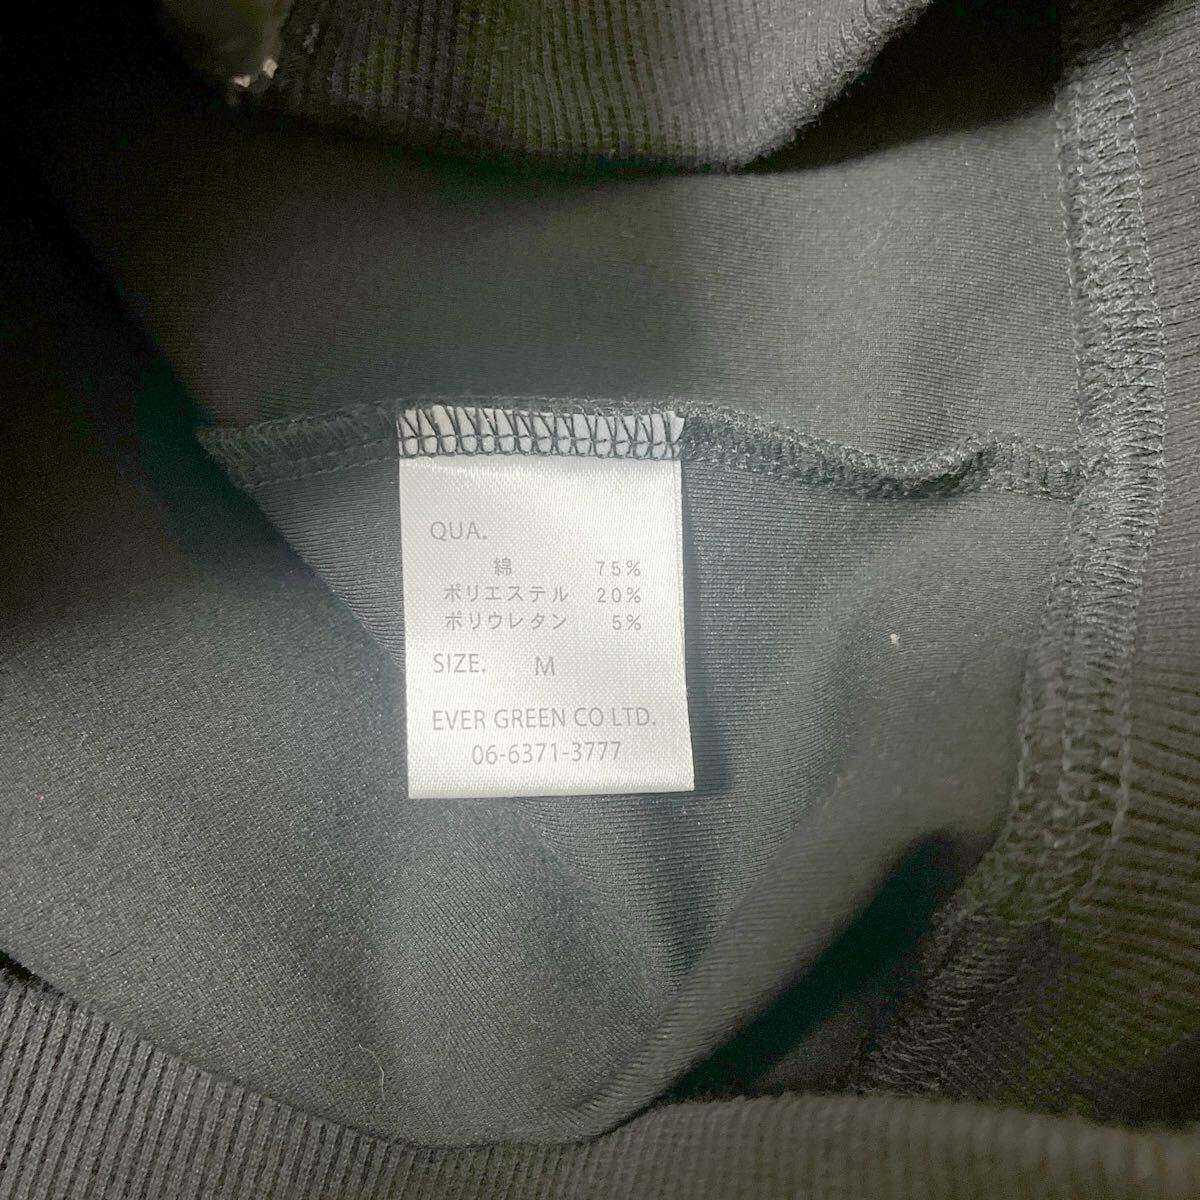 QUA.
綿 75%
ポリエステル 20%
ポリウレタン 5%
SIZE. M
EVER GREEN CO LTD.
06-6371-3777